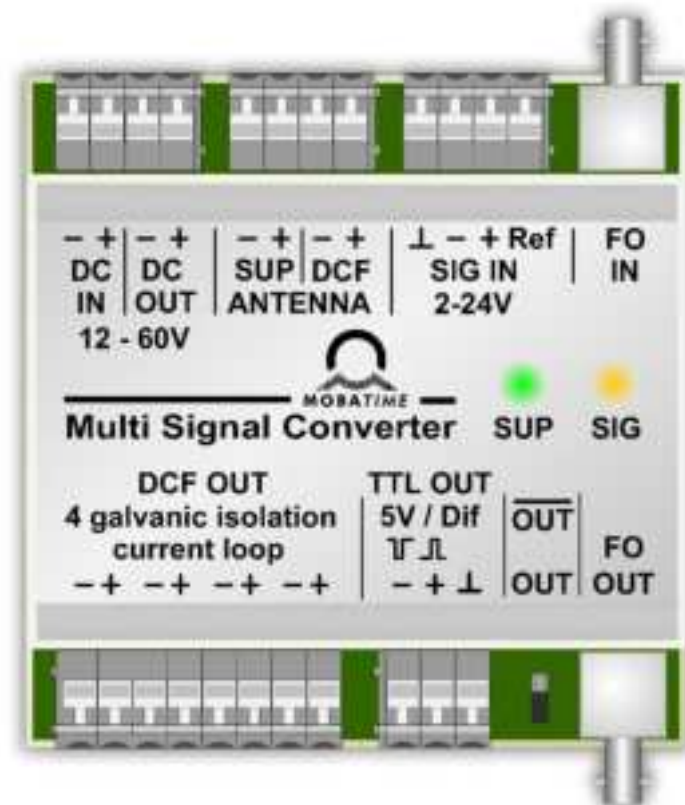 - + - + - + - + ⊥ - + Ref FO
DC DC SUP DCF SIG IN IN
IN OUT ANTENNA 2-24V
12 - 60V
MOBATIME
Multi Signal Converter SUP SIG
DCF OUT TTL OUT
4 galvanic isolation 5V / Dif O̅U̅T̅
current loop FO
- + - + - + - + - + ⊥ OUT OUT